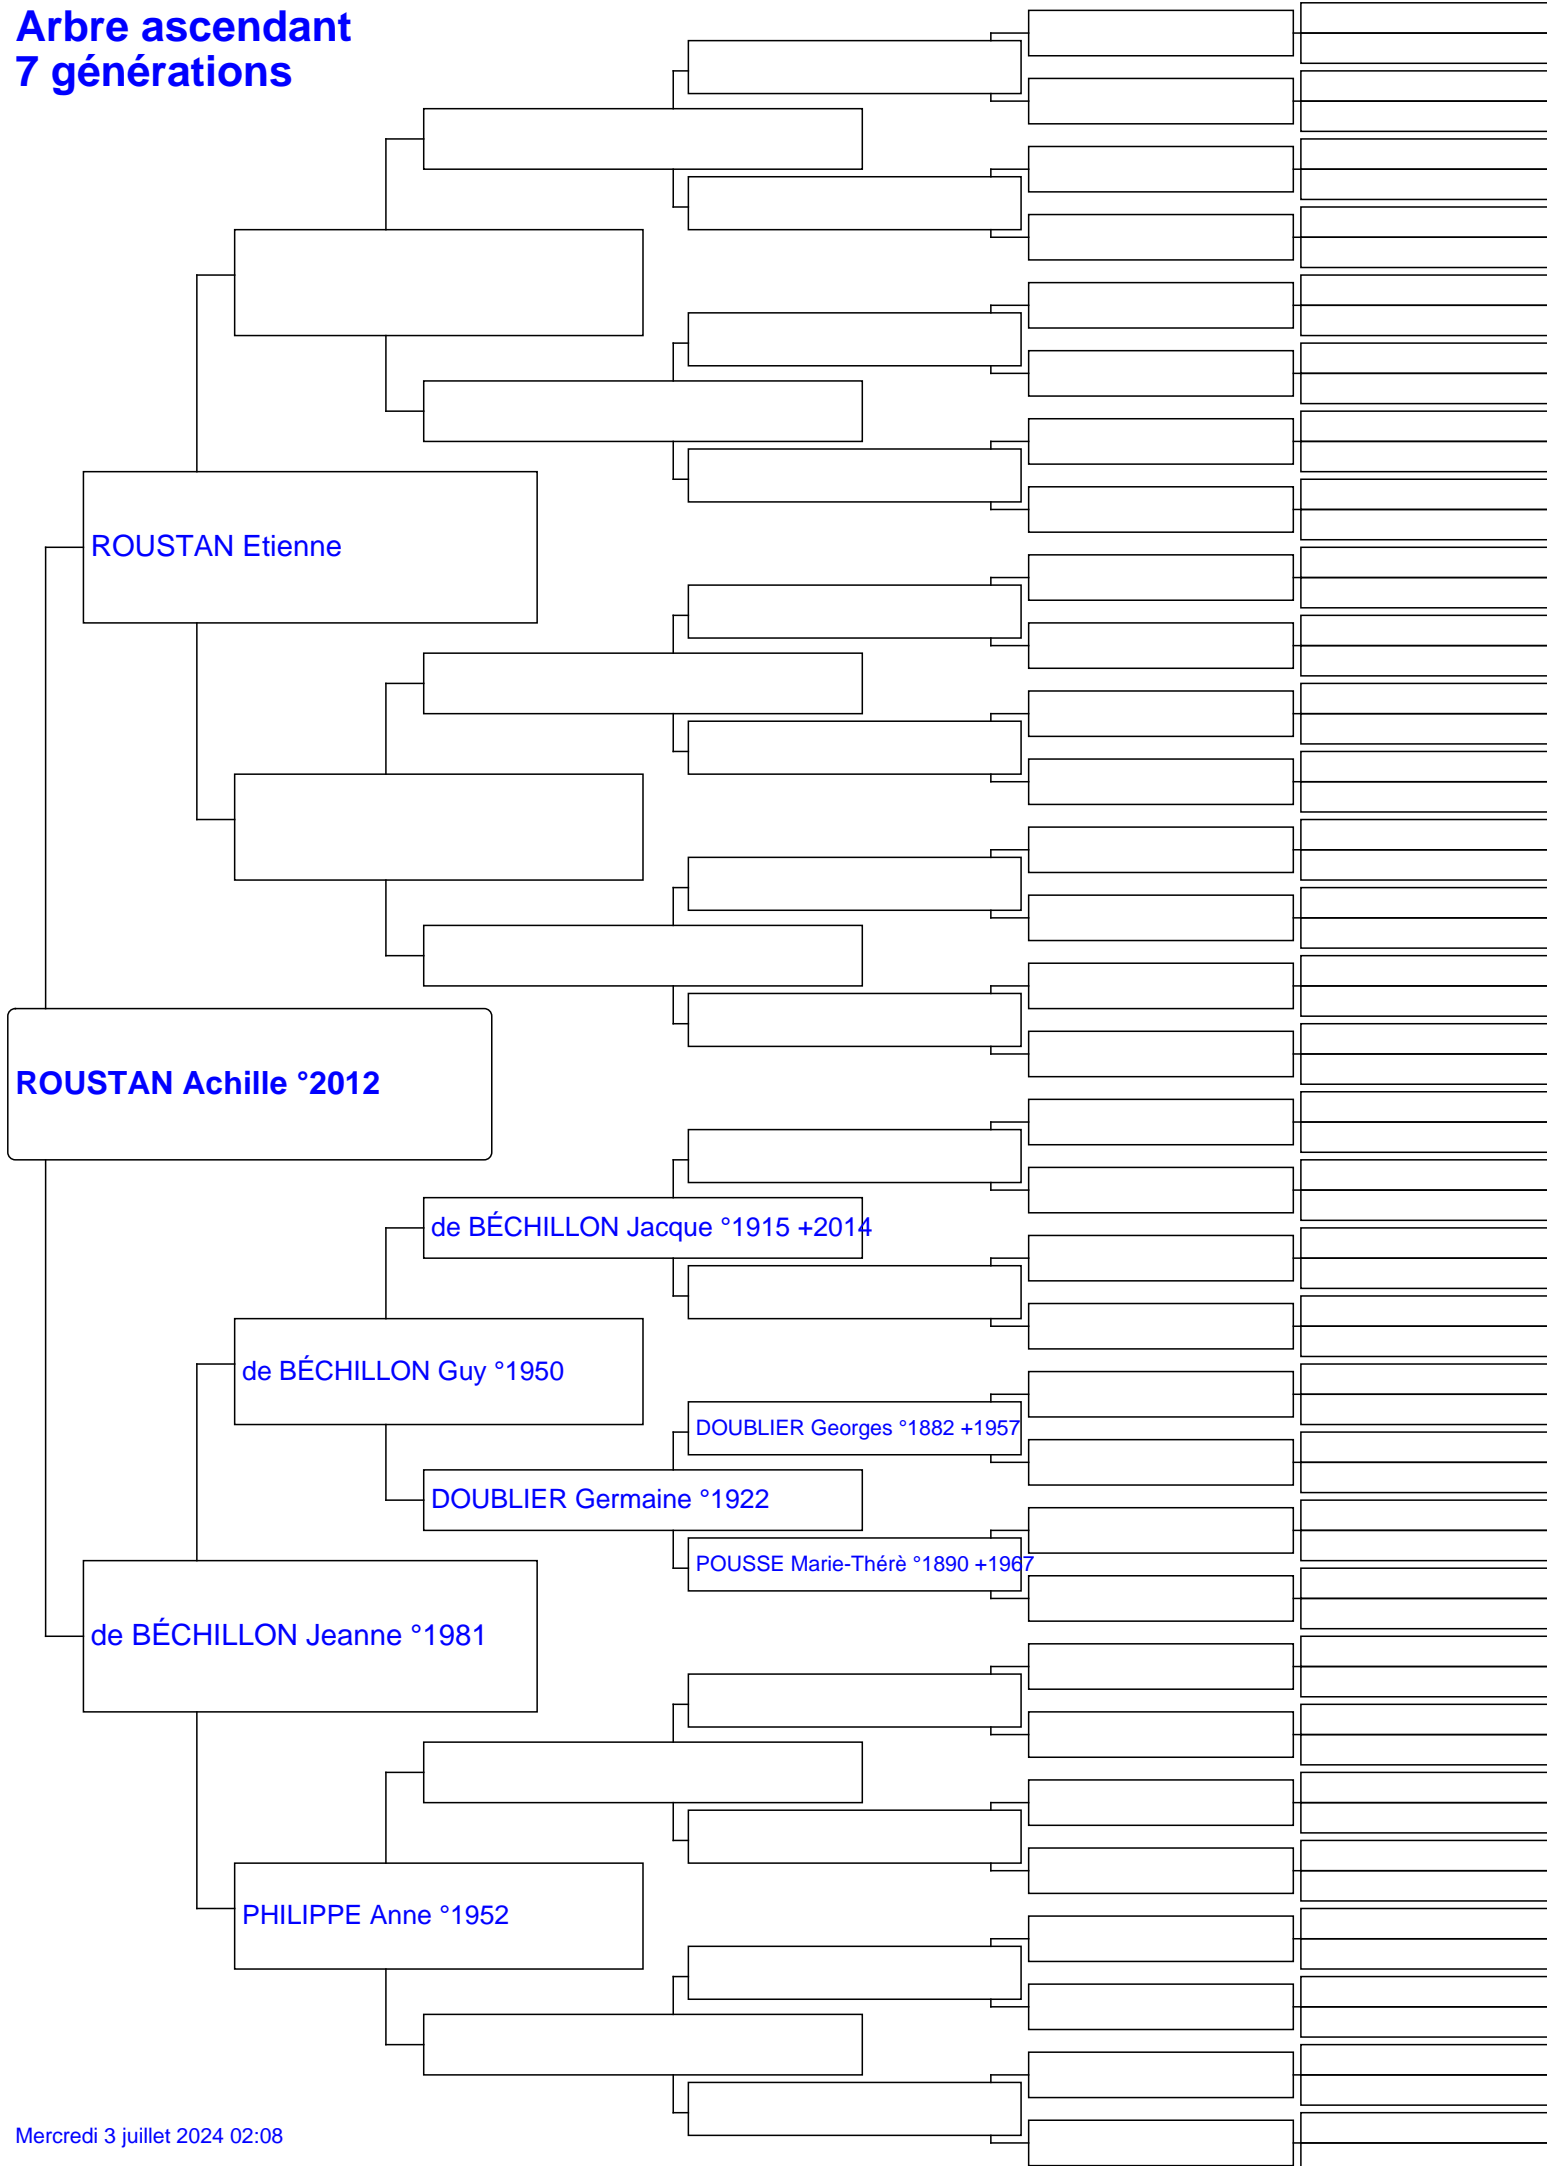 Arbre ascendant
7 générations
ROUSTAN Etienne
ROUSTAN Achille °2012
de BÉCHILLON Jacque °1915 +2014
de BÉCHILLON Guy °1950
DOUBLIER Georges °1882 +1957
DOUBLIER Germaine °1922
POUSSE Marie-Thérè °1890 +1967
de BÉCHILLON Jeanne °1981
PHILIPPE Anne °1952
Mercredi 3 juillet 2024 02:08